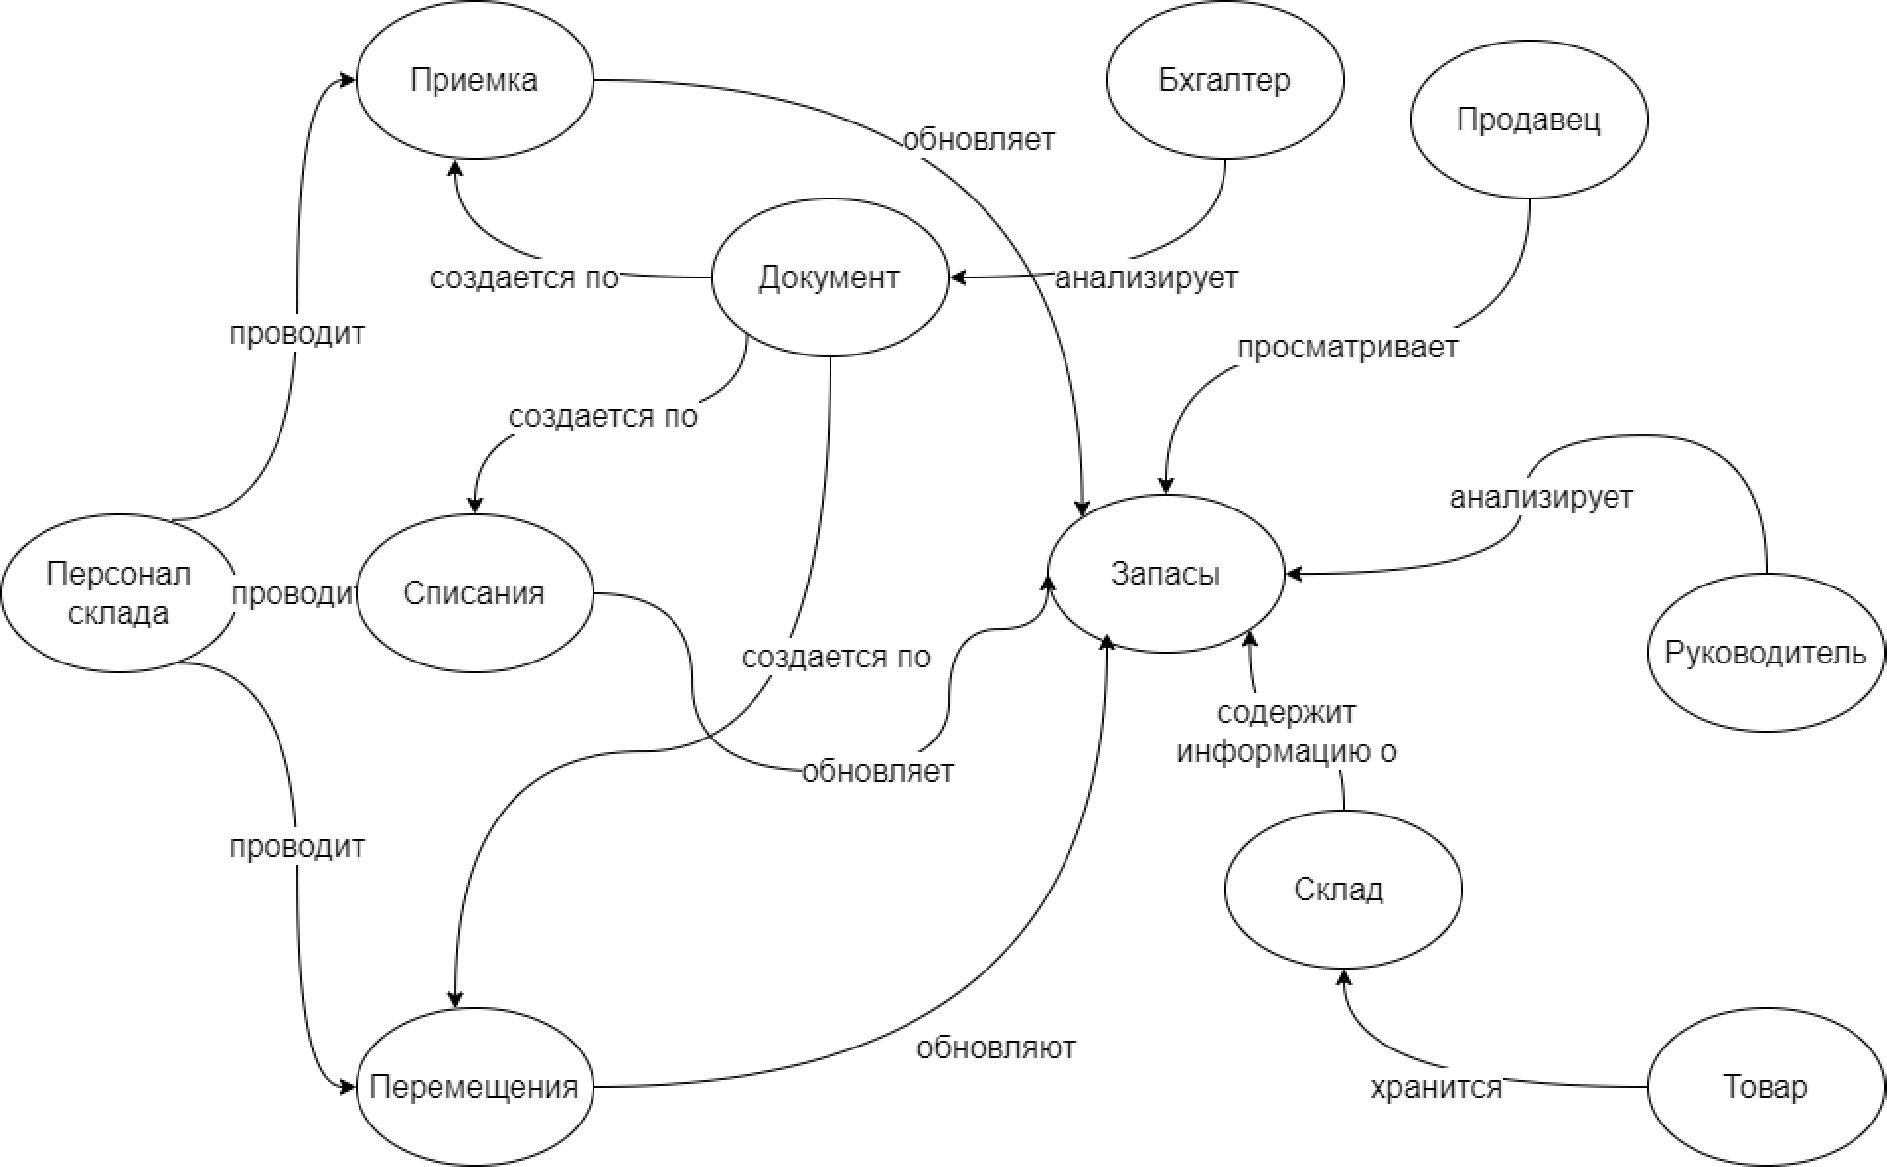 Приемка
Бхгалтер
Продавец
обновляет
создается по
Документ
анализирует
проводит
просматривает
создается по
анализирует
Персонал
склада
проводи
Списания
Запасы
создается по
Руководитель
содержит
информацию о
обновляет
проводит
Склад
обновляют
Перемещения
хранится
Товар